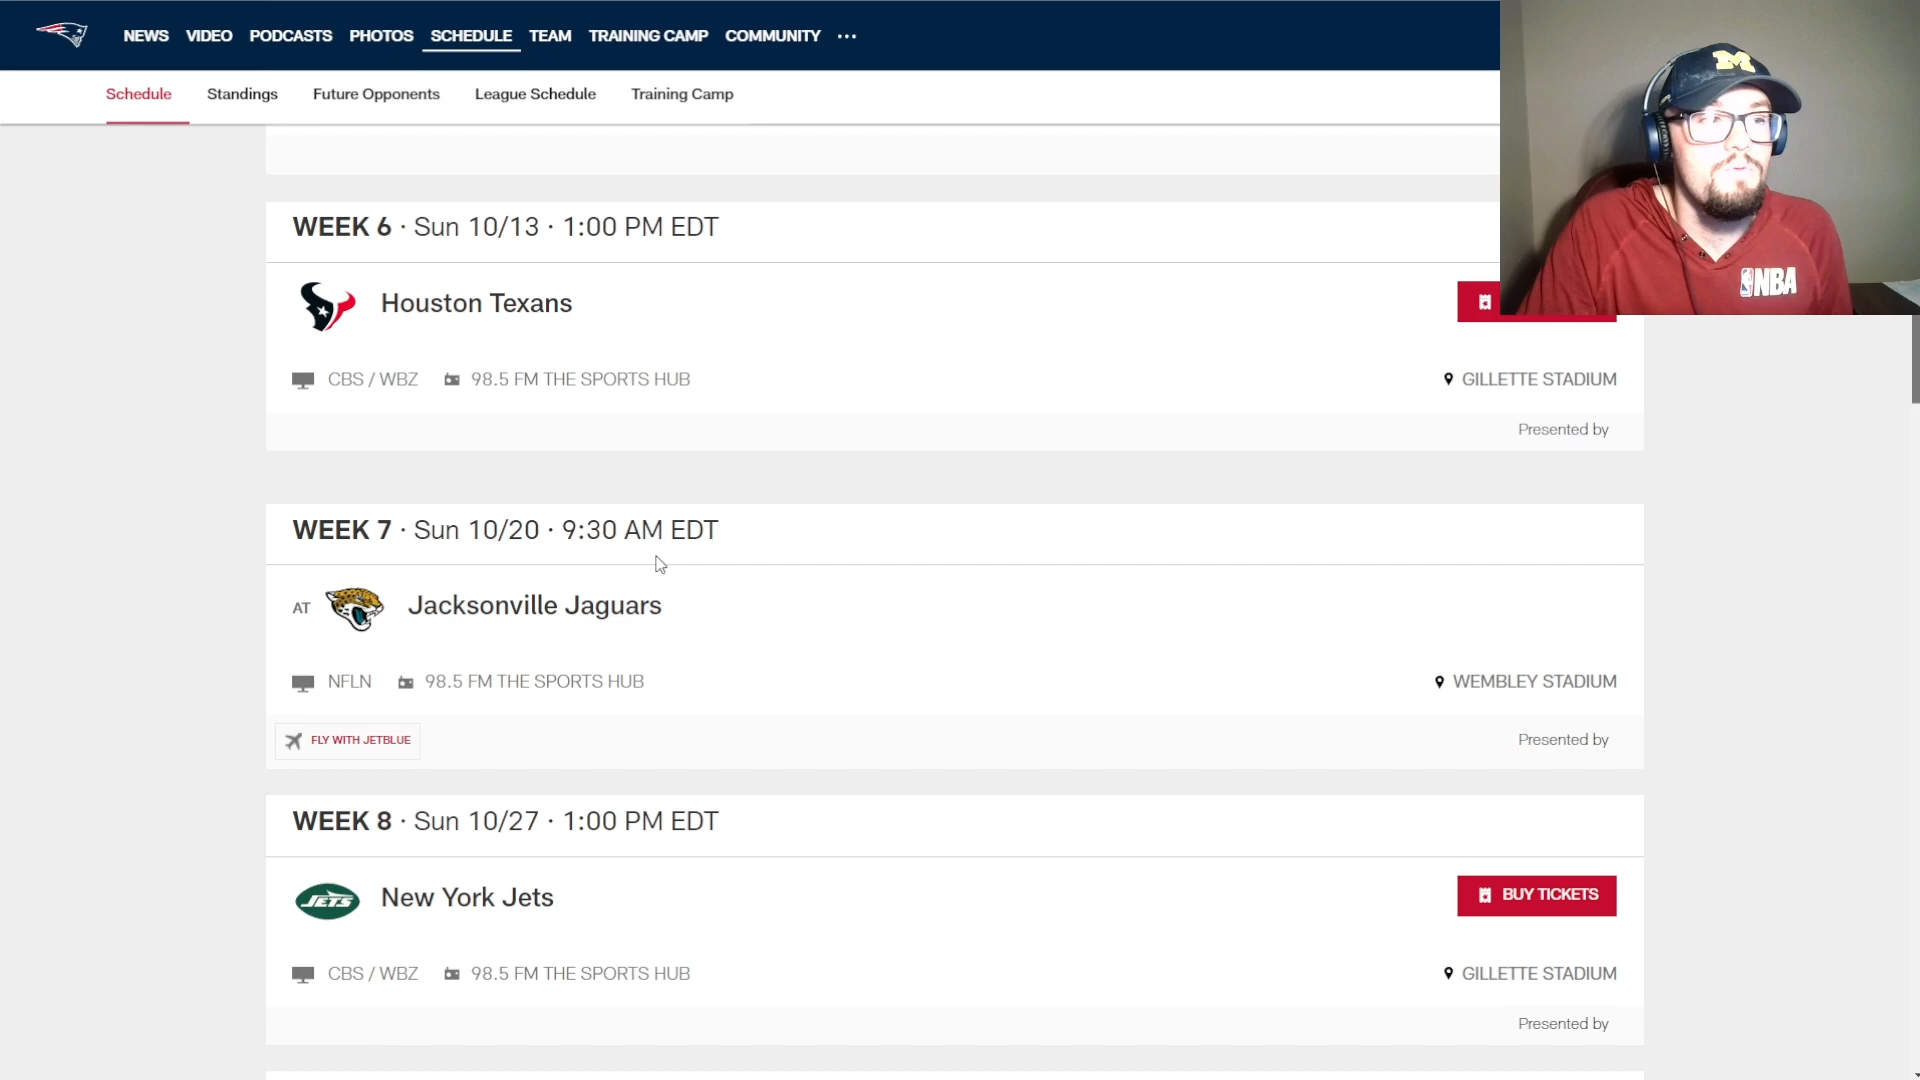 NEWS VIDEO PODCASTS PHOTOS SCHEDULE TEAM TRAINING CAMP COMMUNITY ...
Schedule Standings Future Opponents League Schedule Training Camp
M
NBA
WEEK 6 · Sun 10/13 · 1:00 PM EDT
Houston Texans
CBS / WBZ 98.5 FM THE SPORTS HUB GILLETTE STADIUM
Presented by
WEEK 7 · Sun 10/20 · 9:30 AM EDT
AT Jacksonville Jaguars
NFLN 98.5 FM THE SPORTS HUB WEMBLEY STADIUM
FLY WITH JETBLUE Presented by
WEEK 8 · Sun 10/27 · 1:00 PM EDT
JETS New York Jets BUY TICKETS
CBS / WBZ 98.5 FM THE SPORTS HUB GILLETTE STADIUM
Presented by